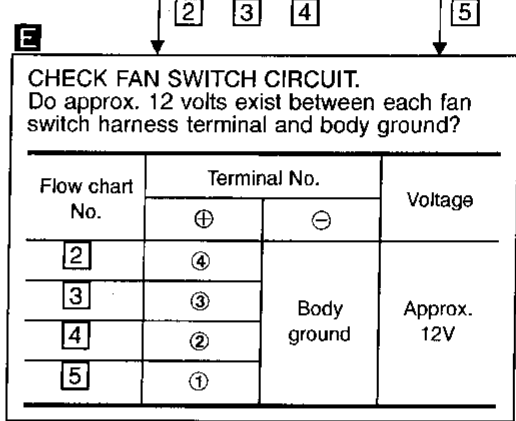 2 3 4 5
E
CHECK FAN SWITCH CIRCUIT.
Do approx. 12 volts exist between each fan
switch harness terminal and body ground?
Flow chart No. Terminal No. Voltage
⊕ ⊖
2 ④ Body ground Approx. 12V
3 ③
4 ②
5 ①